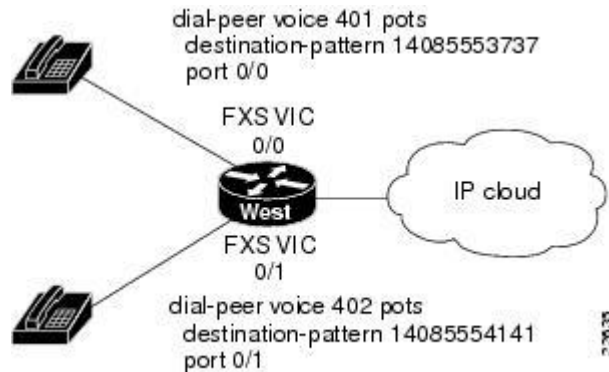 dial-peer voice 401 pots
destination-pattern 14085553737
port 0/0
FXS VIC
0/0
West
IP cloud
FXS VIC
0/1
dial-peer voice 402 pots
destination-pattern 14085554141
port 0/1